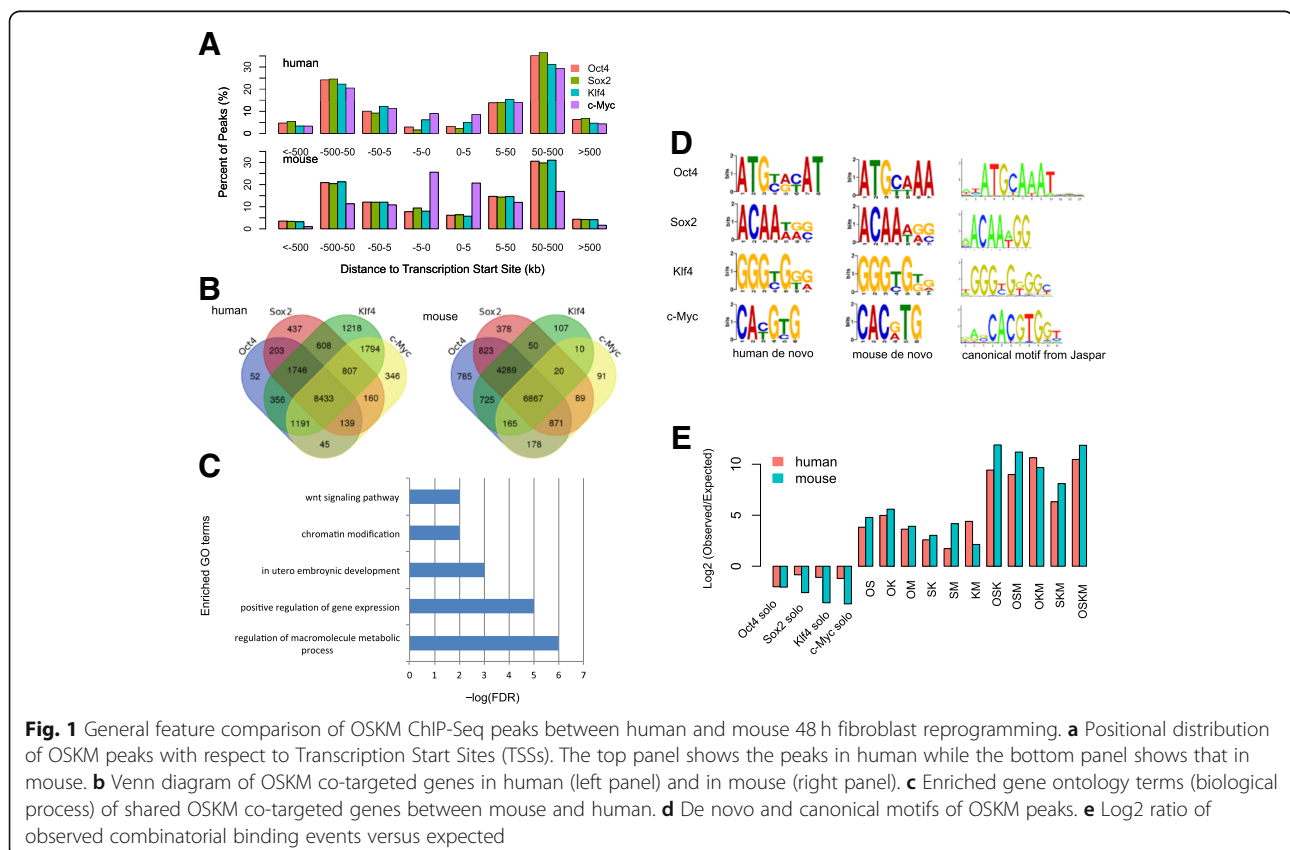 A
human
Oct4
Sox2
Klf4
c-Myc
Percent of Peaks (%)
0 10 20 30
<-500 -500-50 -50-5 -5-0 0-5 5-50 50-500 >500
mouse
0 10 20 30
<-500 -500-50 -50-5 -5-0 0-5 5-50 50-500 >500
Distance to Transcription Start Site (kb)
B
human
Oct4 Sox2 Klf4 c-Myc
437 1218
203 608 1794
52 1746 807 346
356 8433 160
1191 139
45
mouse
Oct4 Sox2 Klf4 c-Myc
378 107
823 50 10
785 4289 20 91
725 6867 89
165 871
178
C
Enriched GO terms
wnt signaling pathway
chromatin modification
in utero embroynic development
positive regulation of gene expression
regulation of macromolecule metabolic
process
0 1 2 3 4 5 6 7
−log(FDR)
D
Oct4
Sox2
Klf4
c-Myc
human de novo
mouse de novo
canonical motif from Jaspar
E
human
mouse
Log2 (Observed/Expected)
10
5
0
Oct4 solo
Sox2 solo
Klf4 solo
c-Myc solo
OS
OK
OM
SK
SM
KM
OSK
OSM
OKM
SKM
OSKM
Fig. 1 General feature comparison of OSKM ChIP-Seq peaks between human and mouse 48 h fibroblast reprogramming. a Positional distribution
of OSKM peaks with respect to Transcription Start Sites (TSSs). The top panel shows the peaks in human while the bottom panel shows that in
mouse. b Venn diagram of OSKM co-targeted genes in human (left panel) and in mouse (right panel). c Enriched gene ontology terms (biological
process) of shared OSKM co-targeted genes between mouse and human. d De novo and canonical motifs of OSKM peaks. e Log2 ratio of
observed combinatorial binding events versus expected